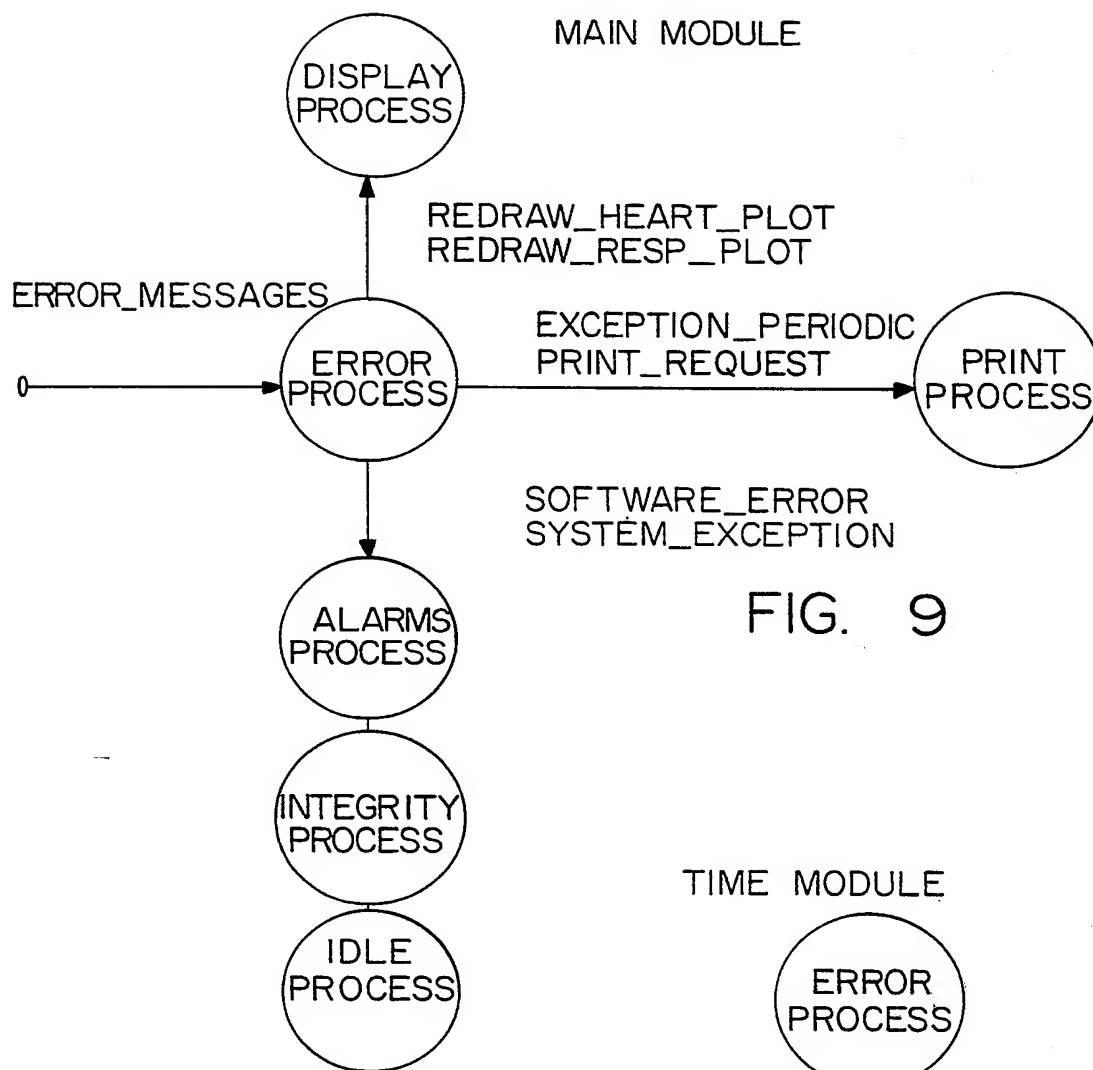 MAIN MODULE
DISPLAY
PROCESS
REDRAW_HEART_PLOT
REDRAW_RESP_PLOT
ERROR_MESSAGES
ERROR
PROCESS
EXCEPTION_PERIODIC
PRINT_REQUEST
PRINT
PROCESS
SOFTWARE_ERROR
SYSTEM_EXCEPTION
FIG. 9
ALARMS
PROCESS
INTEGRITY
PROCESS
TIME MODULE
IDLE
PROCESS
ERROR
PROCESS